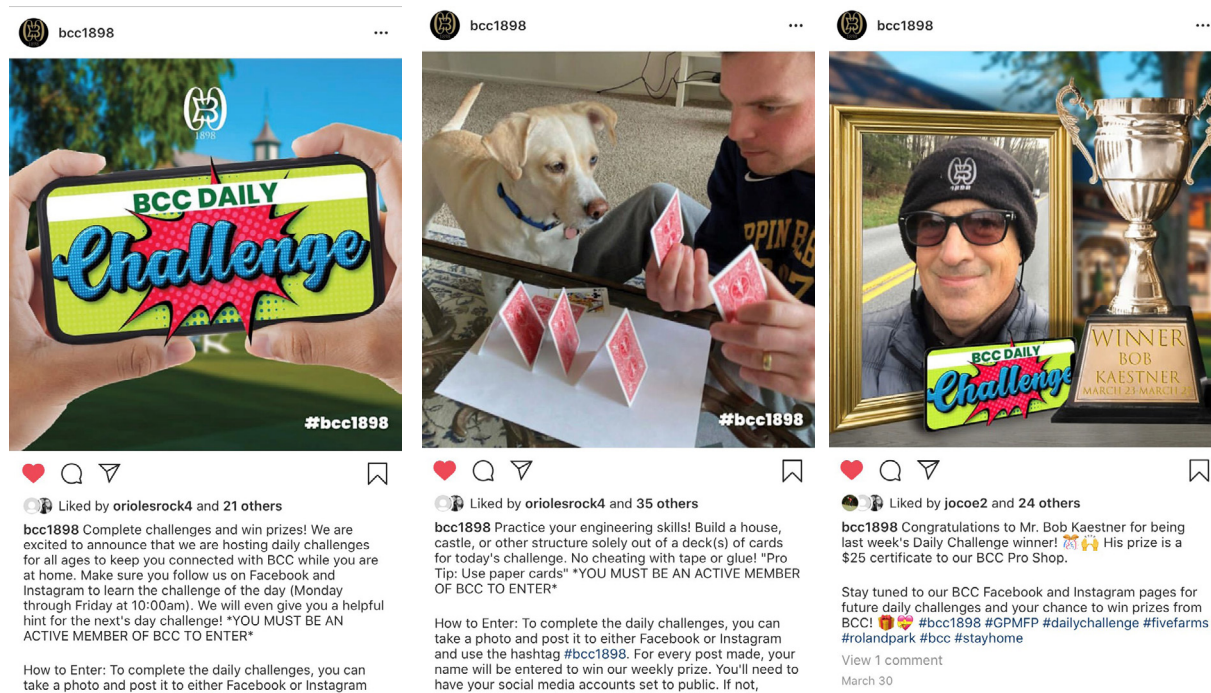 bcc1898
1898
BCC DAILY
Challenge
#bcc1898
Liked by oriolesrock4 and 21 others
bcc1898 Complete challenges and win prizes! We are
excited to announce that we are hosting daily challenges
for all ages to keep you connected with BCC while you are
at home. Make sure you follow us on Facebook and
Instagram to learn the challenge of the day (Monday
through Friday at 10:00am). We will even give you a helpful
hint for the next's day challenge! *YOU MUST BE AN
ACTIVE MEMBER OF BCC TO ENTER*
How to Enter: To complete the daily challenges, you can
take a photo and post it to either Facebook or Instagram
bcc1898
PPIN B
#bcc1898
Liked by oriolesrock4 and 35 others
bcc1898 Practice your engineering skills! Build a house,
castle, or other structure solely out of a deck(s) of cards
for today's challenge. No cheating with tape or glue! "Pro
Tip: Use paper cards" *YOU MUST BE AN ACTIVE MEMBER
OF BCC TO ENTER*
How to Enter: To complete the daily challenges, you can
take a photo and post it to either Facebook or Instagram
and use the hashtag #bcc1898. For every post made, your
name will be entered to win our weekly prize. You'll need to
have your social media accounts set to public. If not,
bcc1898
1898
BCC DAILY
Challenge
WINNER
BOB
KAESTNER
MARCH 23 MARCH
Liked by jocoe2 and 24 others
bcc1898 Congratulations to Mr. Bob Kaestner for being
last week's Daily Challenge winner! 🎊 🙌 His prize is a
$25 certificate to our BCC Pro Shop.
Stay tuned to our BCC Facebook and Instagram pages for
future daily challenges and your chance to win prizes from
BCC! 🎁💝 #bcc1898 #GPMFP #dailychallenge #fivefarms
#rolandpark #bcc #stayhome
View 1 comment
March 30